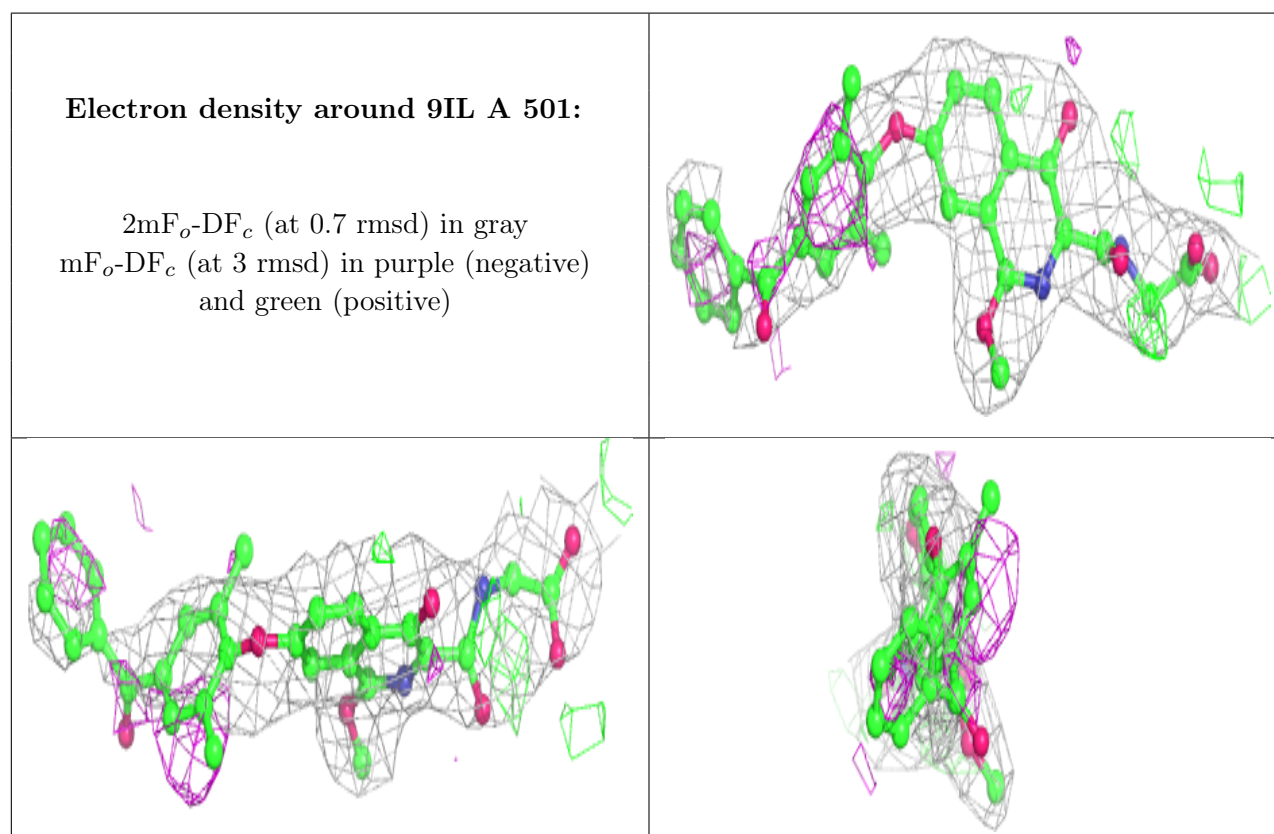 Electron density around 9IL A 501:
2mFo-DFc (at 0.7 rmsd) in gray
mFo-DFc (at 3 rmsd) in purple (negative)
and green (positive)